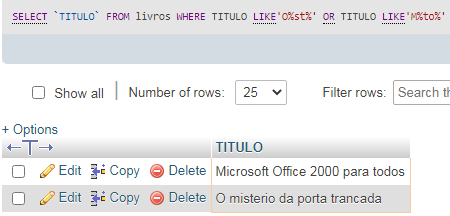 SELECT `TITULO` FROM livros WHERE TITULO LIKE'O%st%' OR TITULO LIKE'M%to%'
Show all Number of rows: 25 Filter rows: Search th
+ Options
←T→ TITULO
Edit Copy Delete Microsoft Office 2000 para todos
Edit Copy Delete O misterio da porta trancada